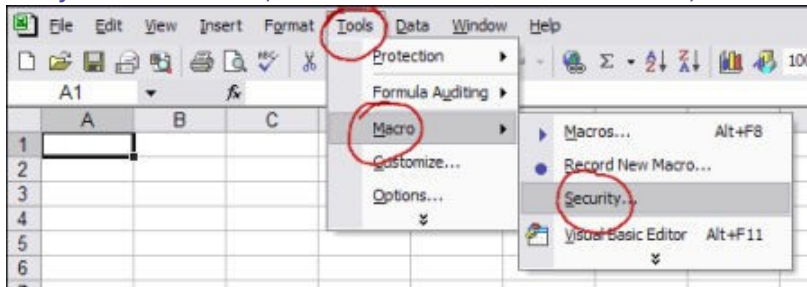 File Edit View Insert Format Tools Data Window Help
100
A1 fx
Protection
Formula Auditing
Macro
Customize...
Options...
Macros... Alt+F8
Record New Macro...
Security...
Visual Basic Editor Alt+F11
A B C
1
2
3
4
5
6